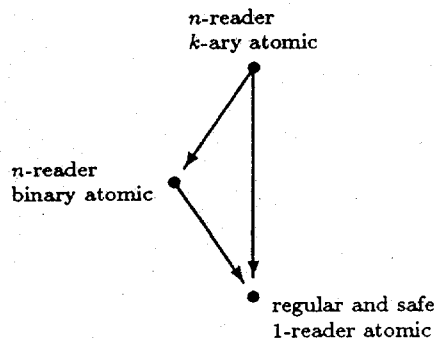 n-reader
k-ary atomic
n-reader
binary atomic
regular and safe
1-reader atomic